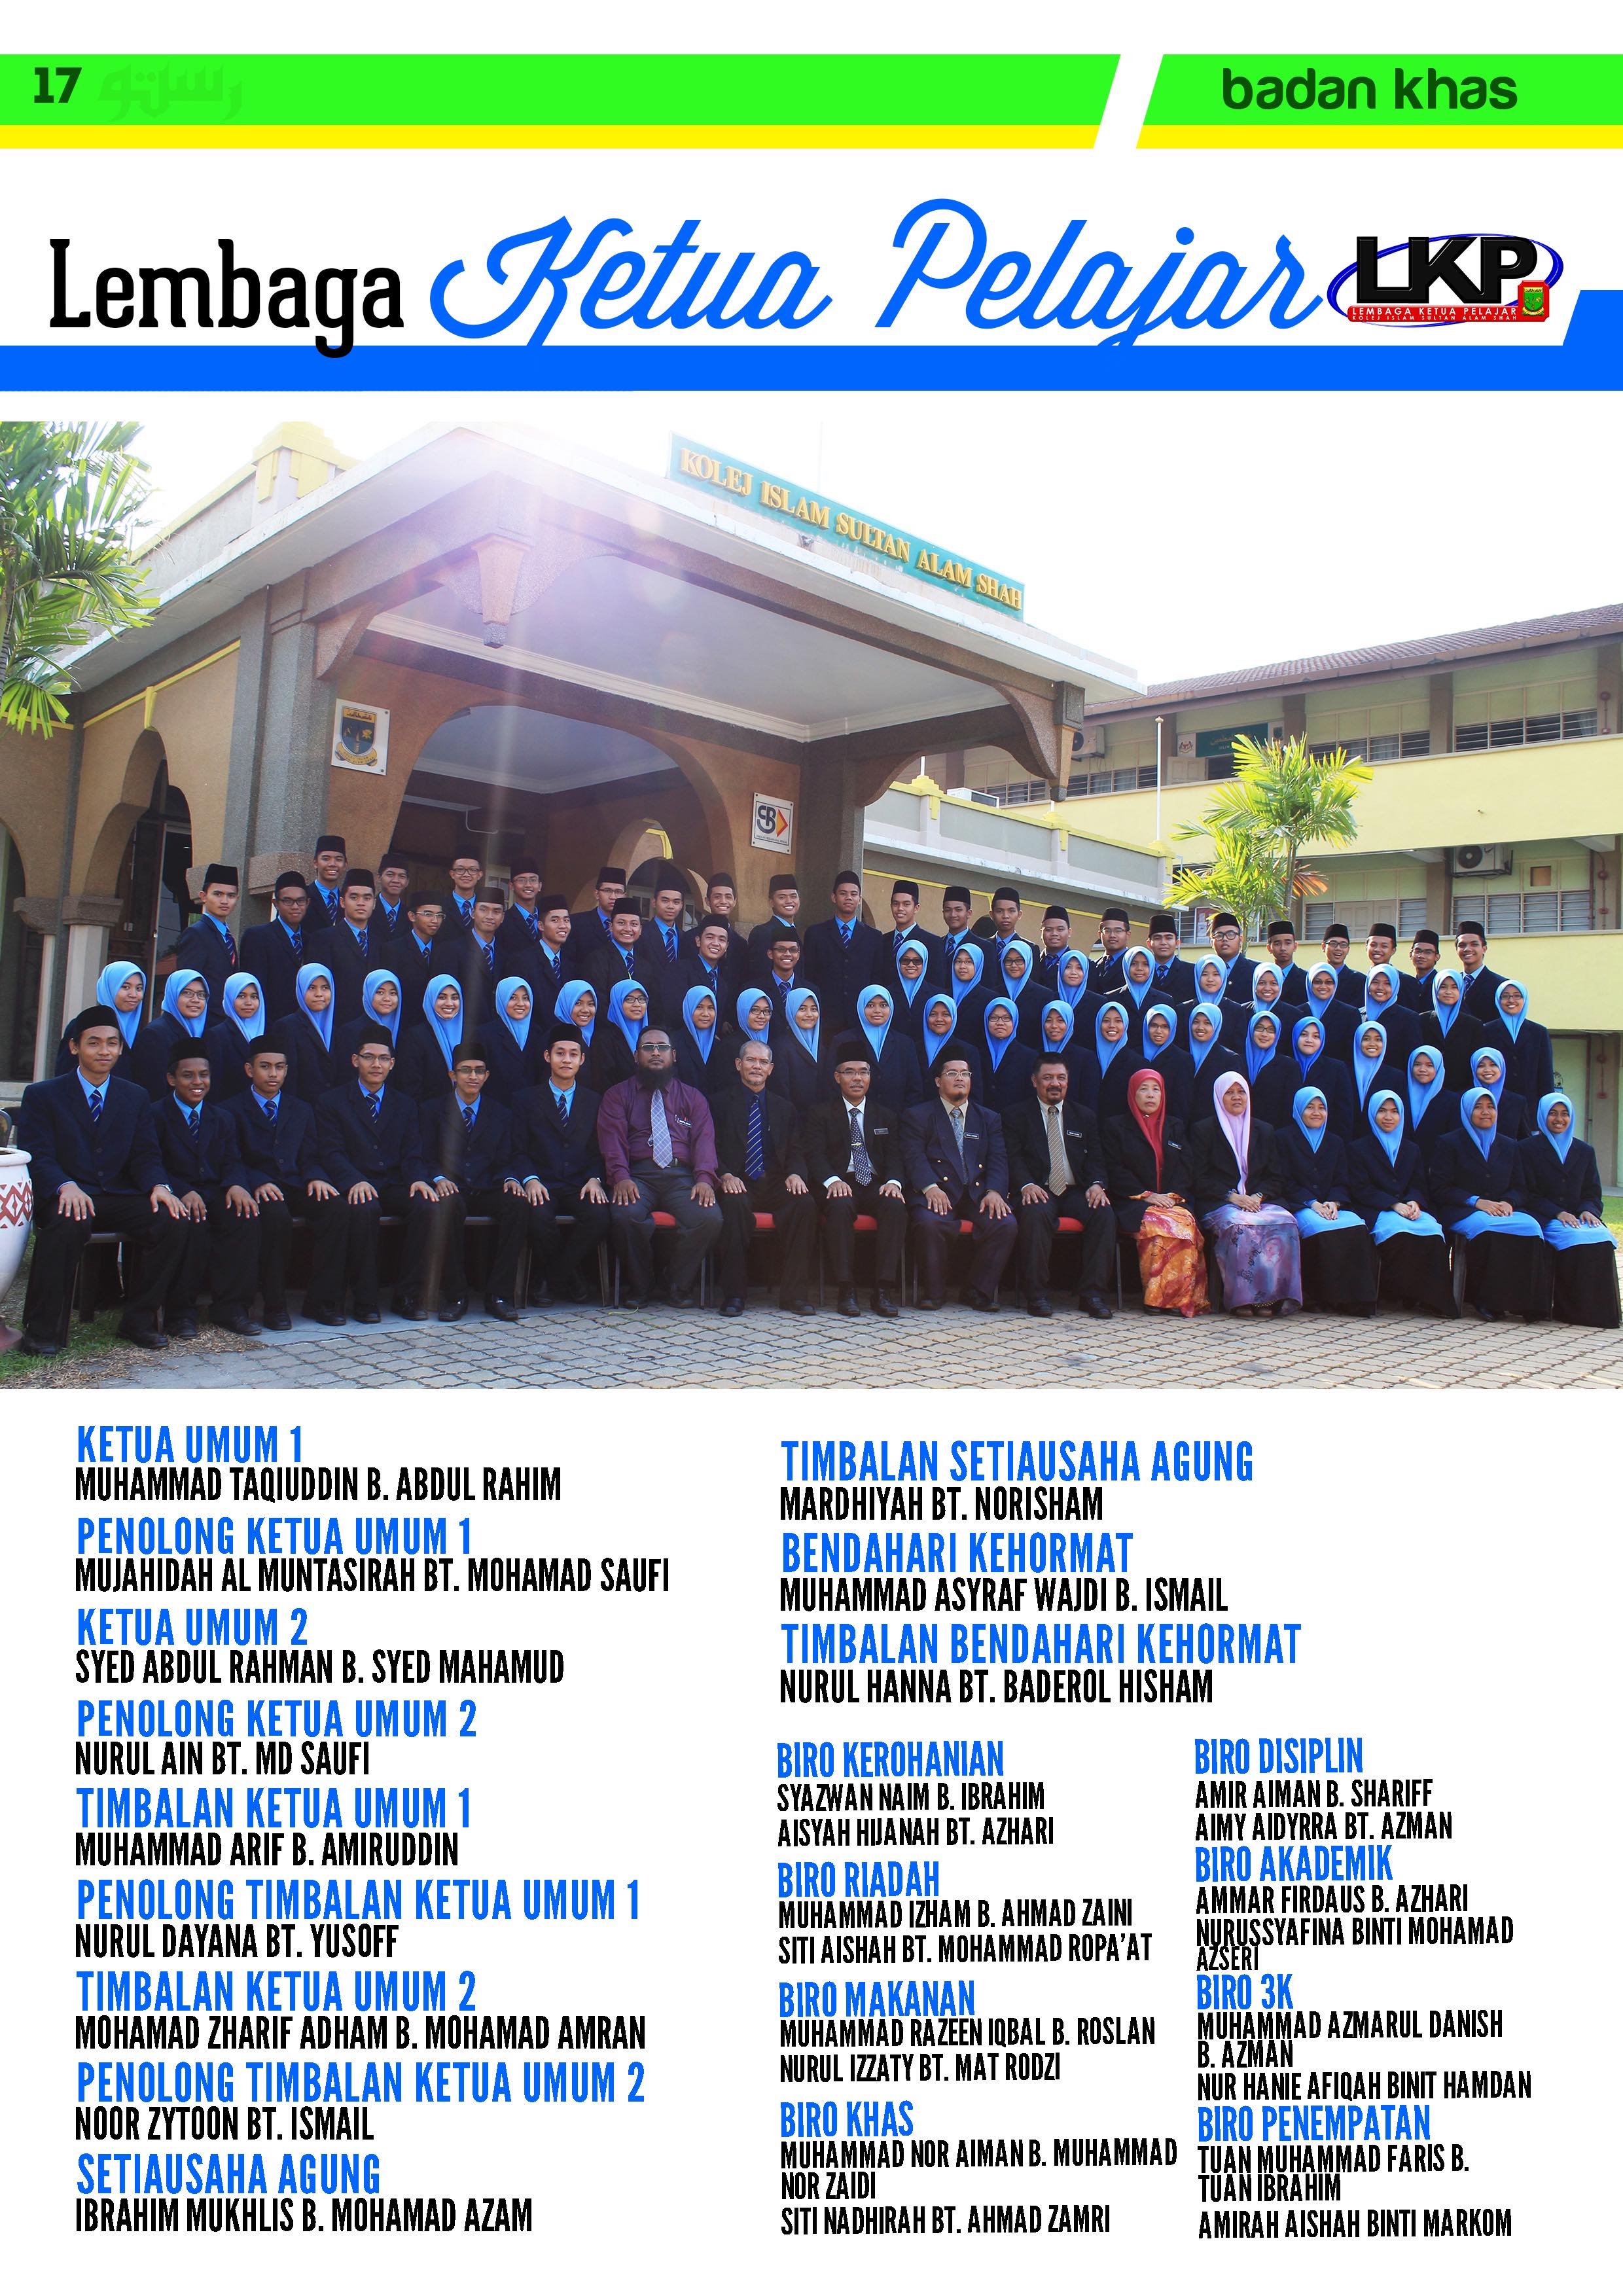 17 رستو
badan khas
Lembaga Ketua Pelajar
LKP
LEMBAGA KETUA PELAJAR
KOLEJ ISLAM SULTAN ALAM SHAH
KOLEJ ISLAM SULTAN ALAM SHAH
KETUA UMUM 1
MUHAMMAD TAQIUDDIN B. ABDUL RAHIM
PENOLONG KETUA UMUM 1
MUJAHIDAH AL MUNTASIRAH BT. MOHAMAD SAUFI
KETUA UMUM 2
SYED ABDUL RAHMAN B. SYED MAHAMUD
PENOLONG KETUA UMUM 2
NURUL AIN BT. MD SAUFI
TIMBALAN KETUA UMUM 1
MUHAMMAD ARIF B. AMIRUDDIN
PENOLONG TIMBALAN KETUA UMUM 1
NURUL DAYANA BT. YUSOFF
TIMBALAN KETUA UMUM 2
MOHAMAD ZHARIF ADHAM B. MOHAMAD AMRAN
PENOLONG TIMBALAN KETUA UMUM 2
NOOR ZYTOON BT. ISMAIL
SETIAUSAHA AGUNG
IBRAHIM MUKHLIS B. MOHAMAD AZAM
TIMBALAN SETIAUSAHA AGUNG
MARDHIYAH BT. NORISHAM
BENDAHARI KEHORMAT
MUHAMMAD ASYRAF WAJDI B. ISMAIL
TIMBALAN BENDAHARI KEHORMAT
NURUL HANNA BT. BADEROL HISHAM
BIRO KEROHANIAN
SYAZWAN NAIM B. IBRAHIM
AISYAH HIJANAH BT. AZHARI
BIRO RIADAH
MUHAMMAD IZHAM B. AHMAD ZAINI
SITI AISHAH BT. MOHAMMAD ROPA'AT
BIRO MAKANAN
MUHAMMAD RAZEEN IQBAL B. ROSLAN
NURUL IZZATY BT. MAT RODZI
BIRO KHAS
MUHAMMAD NOR AIMAN B. MUHAMMAD
NOR ZAIDI
SITI NADHIRAH BT. AHMAD ZAMRI
BIRO DISIPLIN
AMIR AIMAN B. SHARIFF
AIMY AIDYRRA BT. AZMAN
BIRO AKADEMIK
AMMAR FIRDAUS B. AZHARI
NURUSSYAFINA BINTI MOHAMAD
AZSERI
BIRO 3K
MUHAMMAD AZMARUL DANISH
B. AZMAN
NUR HANIE AFIQAH BINIT HAMDAN
BIRO PENEMPATAN
TUAN MUHAMMAD FARIS B.
TUAN IBRAHIM
AMIRAH AISHAH BINTI MARKOM